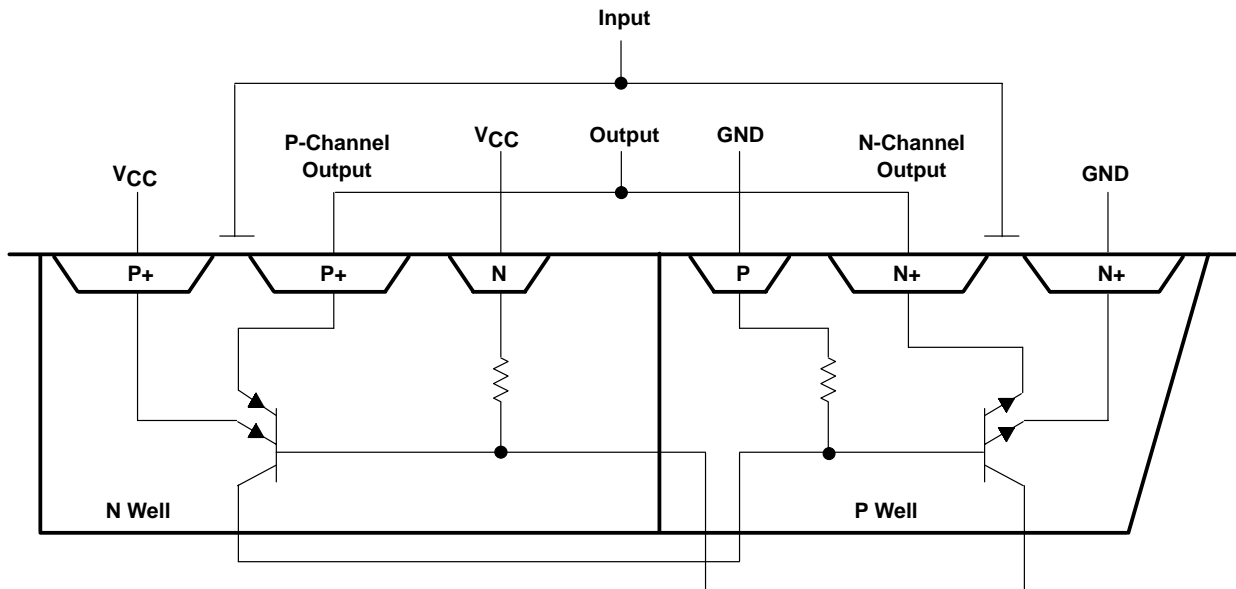 Input
P-Channel
Output
VCC
Output
GND
N-Channel
Output
VCC
GND
P+
P+
N
P
N+
N+
N Well
P Well